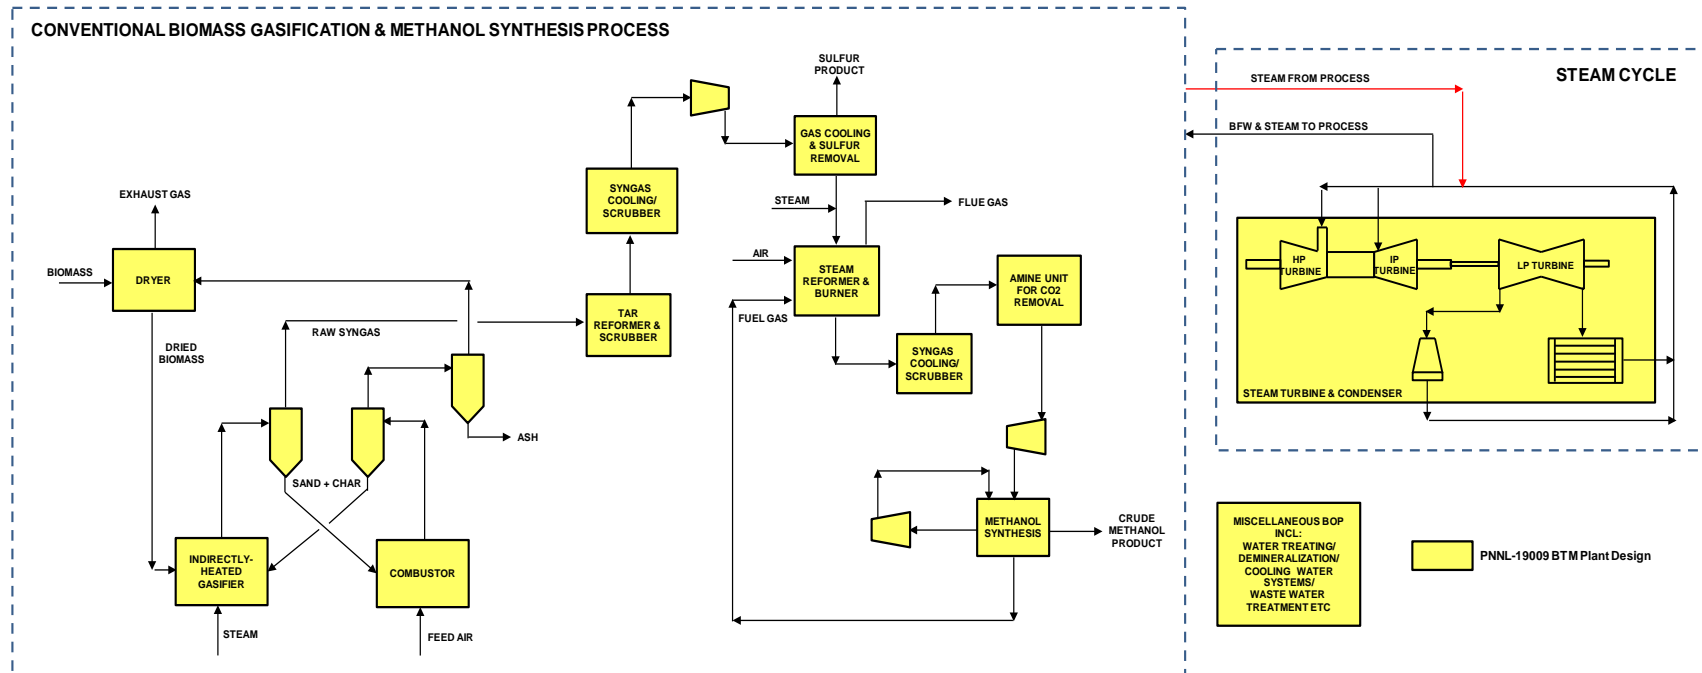 CONVENTIONAL BIOMASS GASIFICATION & METHANOL SYNTHESIS PROCESS
SULFUR
PRODUCT
GAS COOLING
& SULFUR
REMOVAL
SYNGAS
COOLING/
SCRUBBER
EXHAUST GAS
STEAM
FLUE GAS
BIOMASS
DRYER
AIR
STEAM
REFORMER &
BURNER
FUEL GAS
AMINE UNIT
FOR CO2
REMOVAL
TAR
REFORMER &
SCRUBBER
RAW SYNGAS
DRIED
BIOMASS
SYNGAS
COOLING/
SCRUBBER
ASH
SAND + CHAR
INDIRECTLY-
HEATED
GASIFIER
COMBUSTOR
METHANOL
SYNTHESIS
CRUDE
METHANOL
PRODUCT
STEAM
FEED AIR
STEAM CYCLE
STEAM FROM PROCESS
BFW & STEAM TO PROCESS
HP
TURBINE
IP
TURBINE
LP TURBINE
STEAM TURBINE & CONDENSER
MISCELLANEOUS BOP
INCL:
WATER TREATING/
DEMINERALIZATION/
COOLING WATER
SYSTEMS/
WASTE WATER
TREATMENT ETC
PNNL-19009 BTM Plant Design